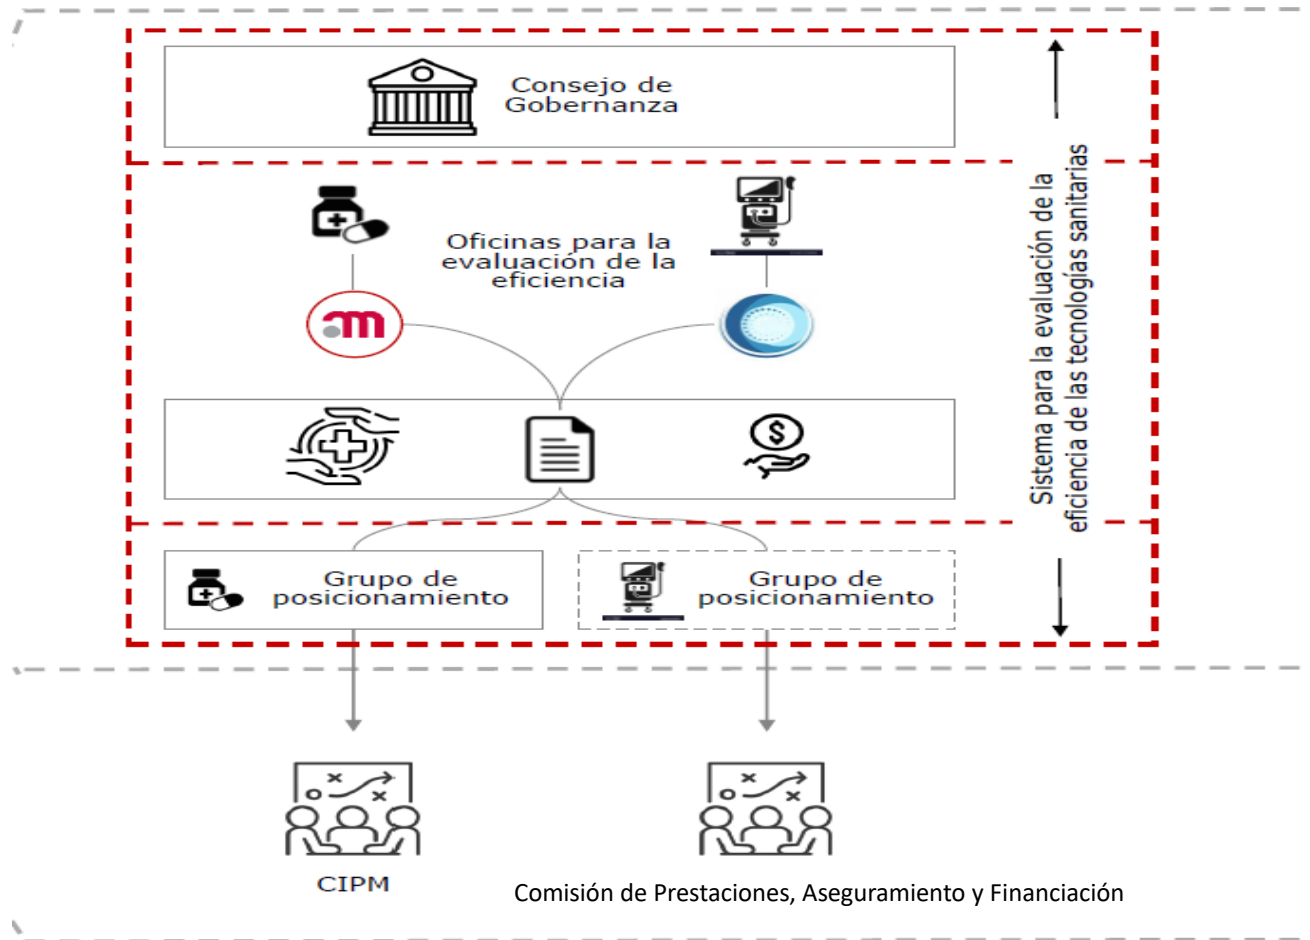 Consejo de
Gobernanza
Oficinas para la
evaluación de la
eficiencia
.m
Sistema para la evaluación de la
eficiencia de las tecnologías sanitarias
$
Grupo de
posicionamiento
Grupo de
posicionamiento
CIPM
Comisión de Prestaciones, Aseguramiento y Financiación